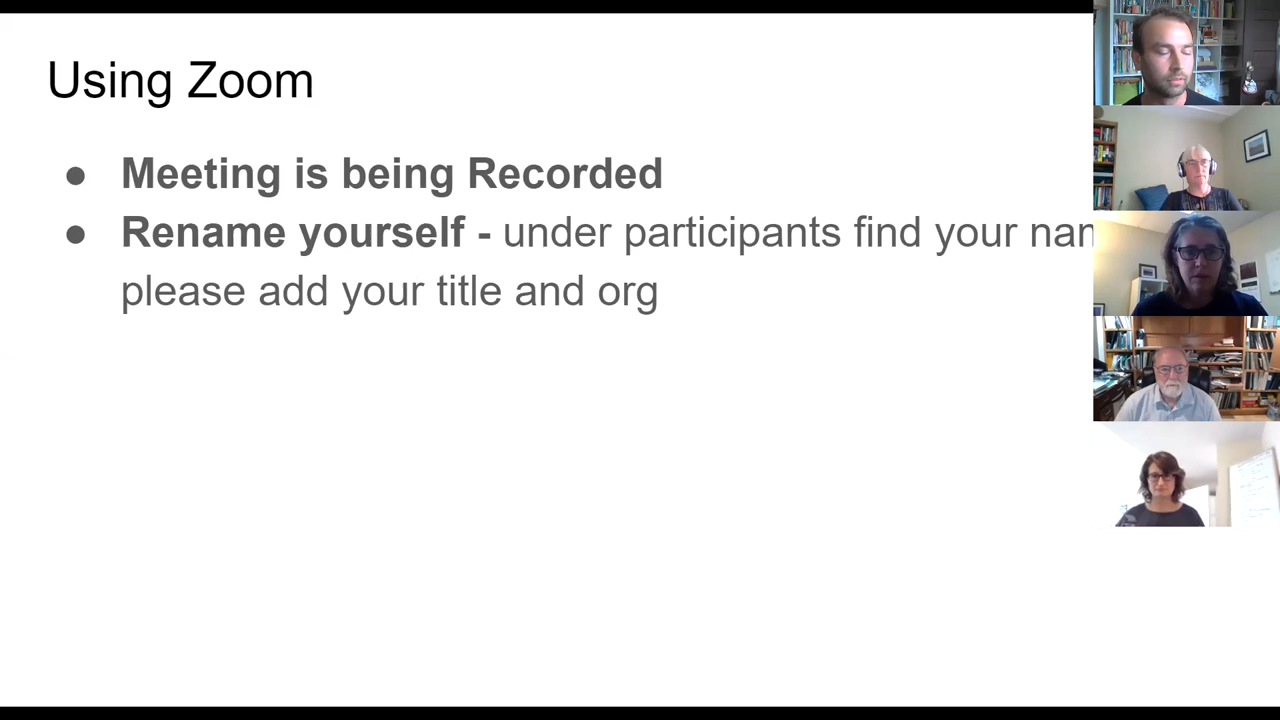 Using Zoom
● Meeting is being Recorded
● Rename yourself - under participants find your
please add your title and org